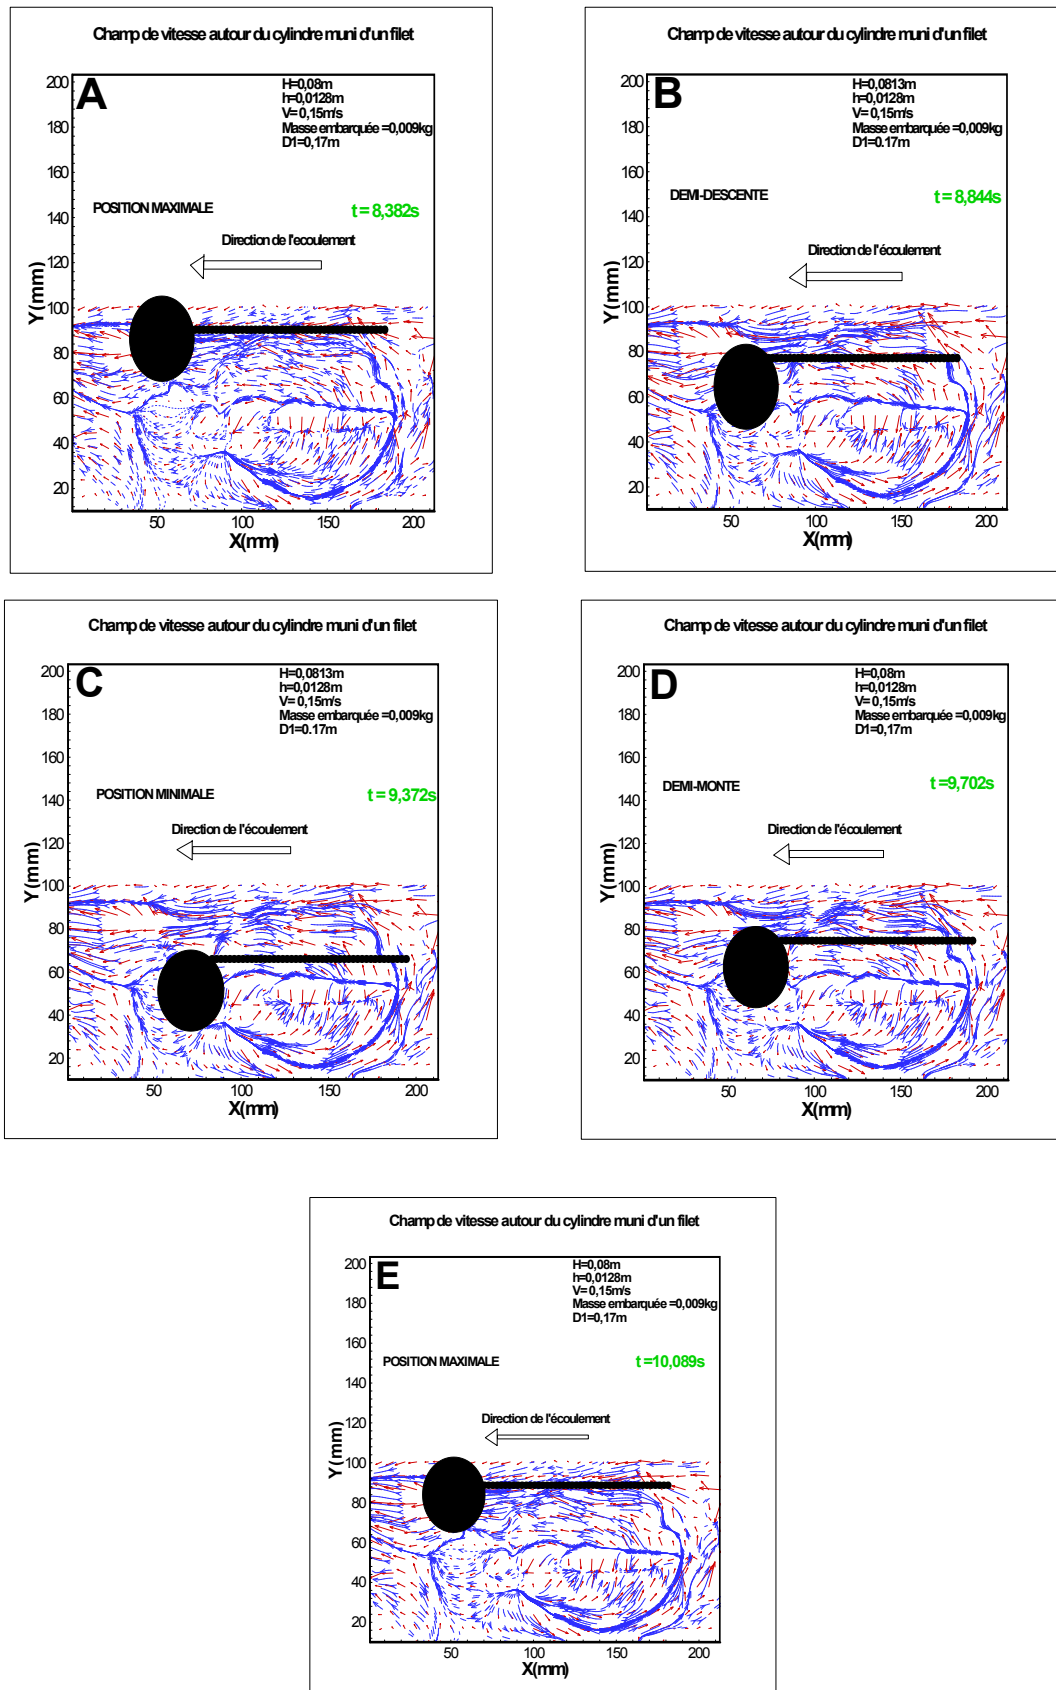 Champ de vitesse autour du cylindre muni d'un filet
A
H=0,08m
h=0,0128m
V= 0,15m/s
Masse embarquée =0,009kg
D1=0,17m
POSITION MAXIMALE
t = 8,382s
Direction de l'ecoulement
Y(mm)
200
180
160
140
120
100
80
60
40
20
50
100
150
200
X(mm)
Champ de vitesse autour du cylindre muni d'un filet
B
H=0,0813m
h=0,0128m
V= 0,15m/s
Masse embarquée =0,009kg
D1=0.17m
DEMI-DESCENTE
t = 8,844s
Direction de l'écoulement
Y(mm)
200
180
160
140
120
100
80
60
40
20
50
100
150
200
X(mm)
Champ de vitesse autour du cylindre muni d'un filet
C
H=0,0813m
h=0,0128m
V= 0,15m/s
Masse embarquée =0,009kg
D1=0.17m
POSITION MINIMALE
t = 9,372s
Direction de l'écoulement
Y(mm)
200
180
160
140
120
100
80
60
40
20
50
100
150
200
X(mm)
Champ de vitesse autour du cylindre muni d'un filet
D
H=0,08m
h=0,0128m
V= 0,15m/s
Masse embarquée =0,009kg
D1=0,17m
DEMI-MONTE
t =9,702s
Direction de l'écoulement
Y(mm)
200
180
160
140
120
100
80
60
40
20
50
100
150
200
X(mm)
Champ de vitesse autour du cylindre muni d'un filet
E
H=0,08m
h=0,0128m
V= 0,15m/s
Masse embarquée =0,009kg
D1=0,17m
POSITION MAXIMALE
t =10,089s
Direction de l'écoulement
Y(mm)
200
180
160
140
120
100
80
60
40
20
50
100
150
200
X(mm)